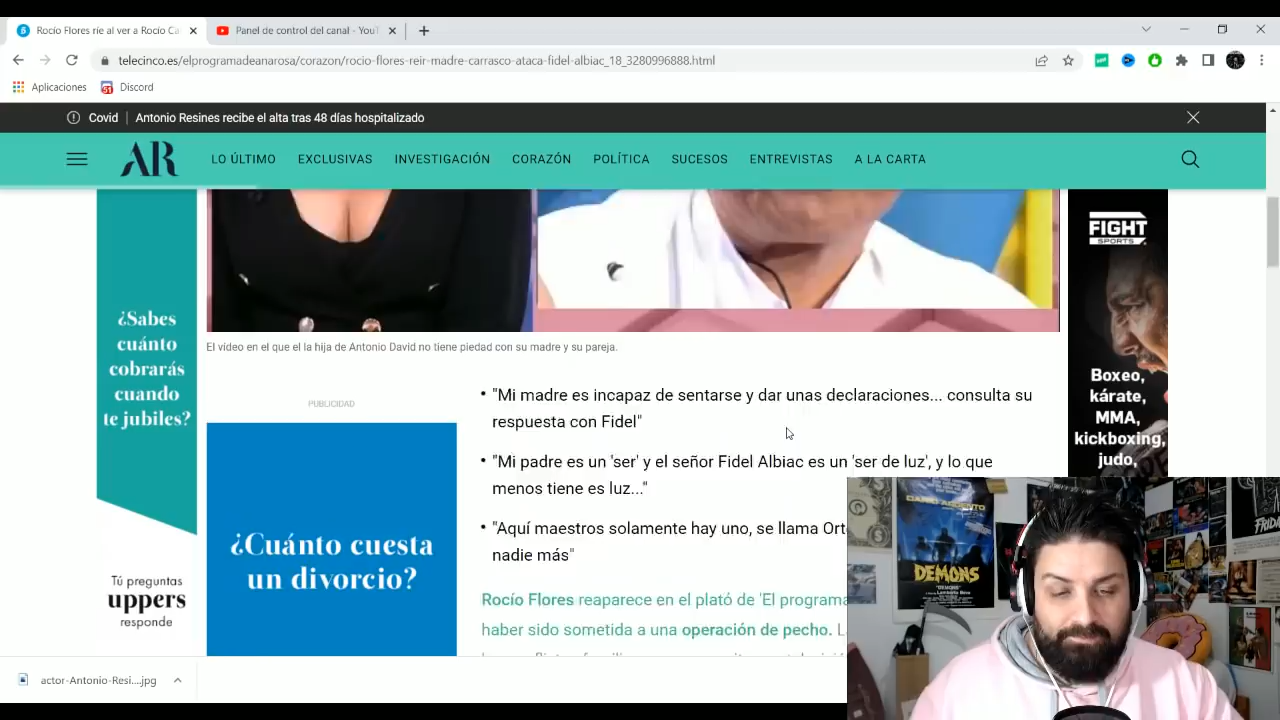 Rocío Flores ríe al ver a Rocío Ca
Panel de control del canal - YouT
telecinco.es/elprogramadeanarosa/corazon/rocio-flores-reir-madre-carrasco-ataca-fidel-albiac_18_3280996888.html
Aplicaciones
Discord
Covid | Antonio Resines recibe el alta tras 48 días hospitalizado
AR
LO ÚLTIMO
EXCLUSIVAS
INVESTIGACIÓN
CORAZÓN
POLÍTICA
SUCESOS
ENTREVISTAS
A LA CARTA
¿Sabes
cuánto
cobrarás
cuando
te jubiles?
Tú preguntas
uppers
responde
El vídeo en el que el la hija de Antonio David no tiene piedad con su madre y su pareja.
PUBLICIDAD
¿Cuánto cuesta
un divorcio?
• "Mi madre es incapaz de sentarse y dar unas declaraciones... consulta su
respuesta con Fidel"
• "Mi padre es un 'ser' y el señor Fidel Albiac es un 'ser de luz', y lo que
menos tiene es luz..."
• "Aquí maestros solamente hay uno, se llama Orte
nadie más"
Rocío Flores reaparece en el plató de 'El programa
haber sido sometida a una operación de pecho.
FIGHT
SPORTS
Boxeo,
kárate,
MMA,
kickboxing,
judo,
DEMONS
actor-Antonio-Resi....jpg